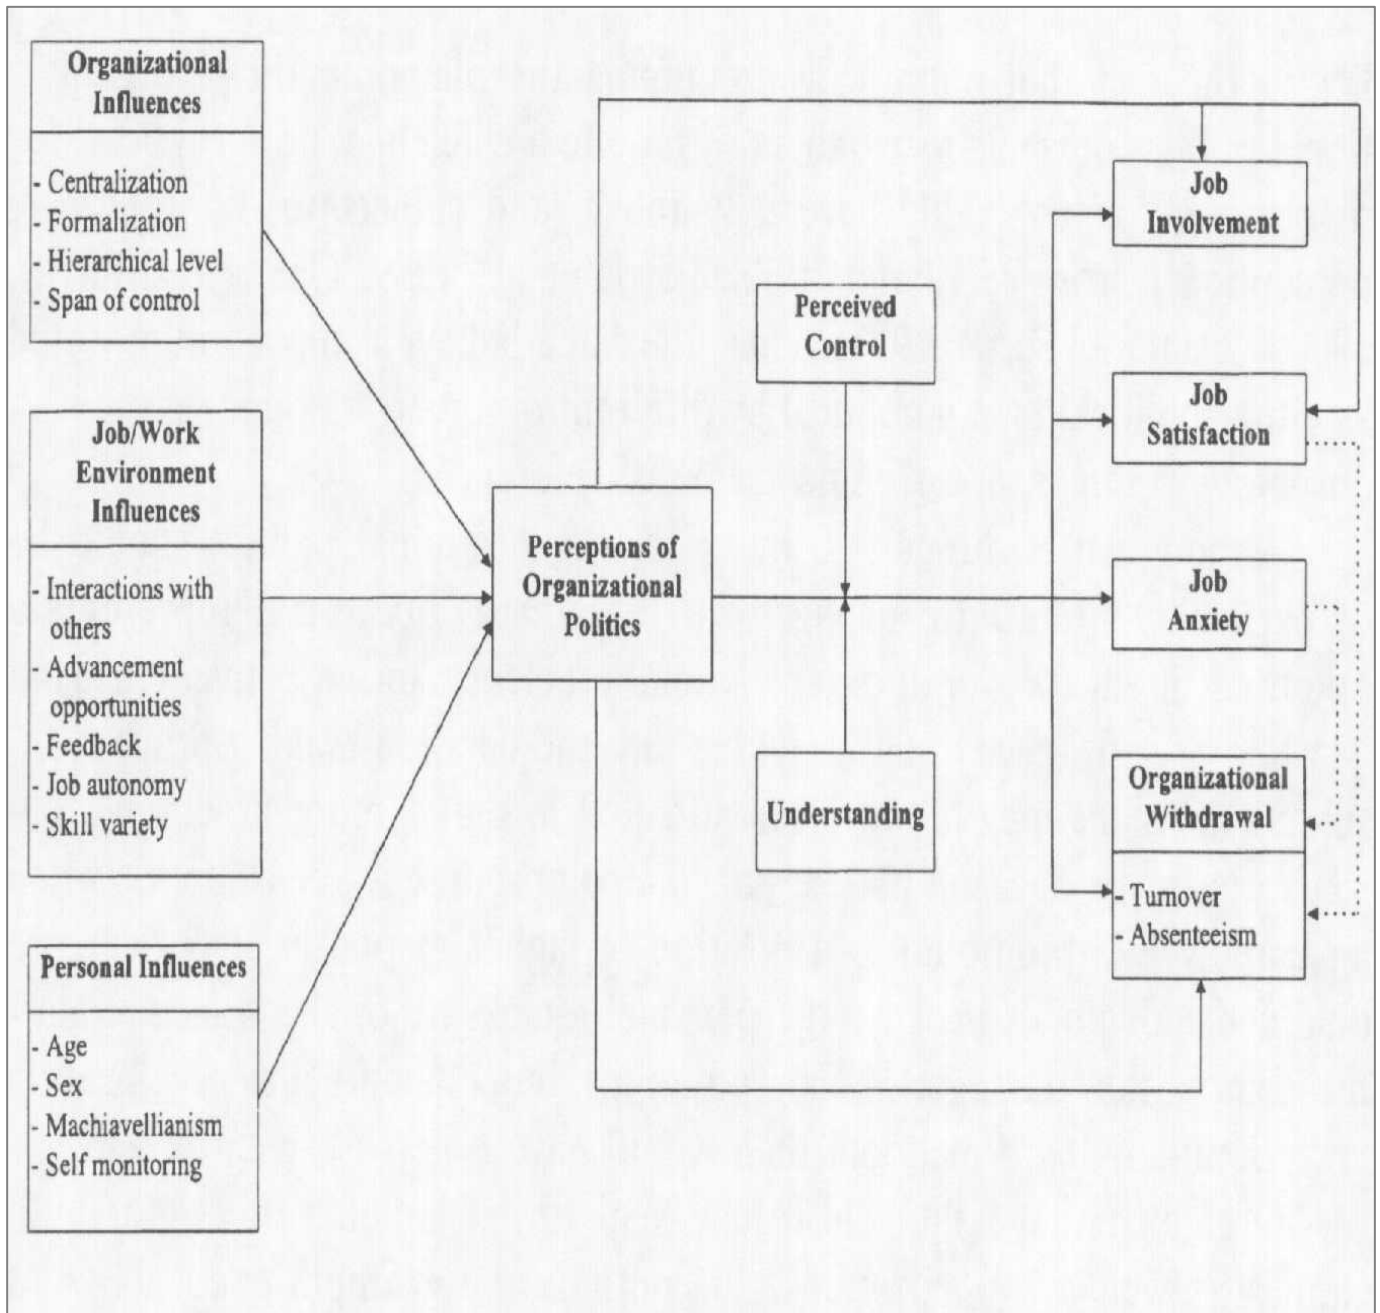 Organizational
Influences
- Centralization
- Formalization
- Hierarchical level
- Span of control
Job/Work
Environment
Influences
- Interactions with
others
- Advancement
opportunities
- Feedback
- Job autonomy
- Skill variety
Personal Influences
- Age
- Sex
- Machiavellianism
- Self monitoring
Perceptions of
Organizational
Politics
Perceived
Control
Understanding
Job
Involvement
Job
Satisfaction
Job
Anxiety
Organizational
Withdrawal
- Turnover
- Absenteeism